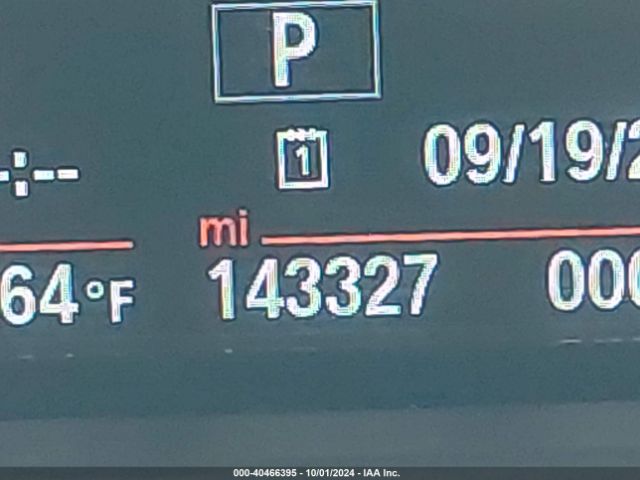 P
1
--:-- 09/19/2
mi
64°F 143327 000
000-40466395 - 10/01/2024 - IAA Inc.